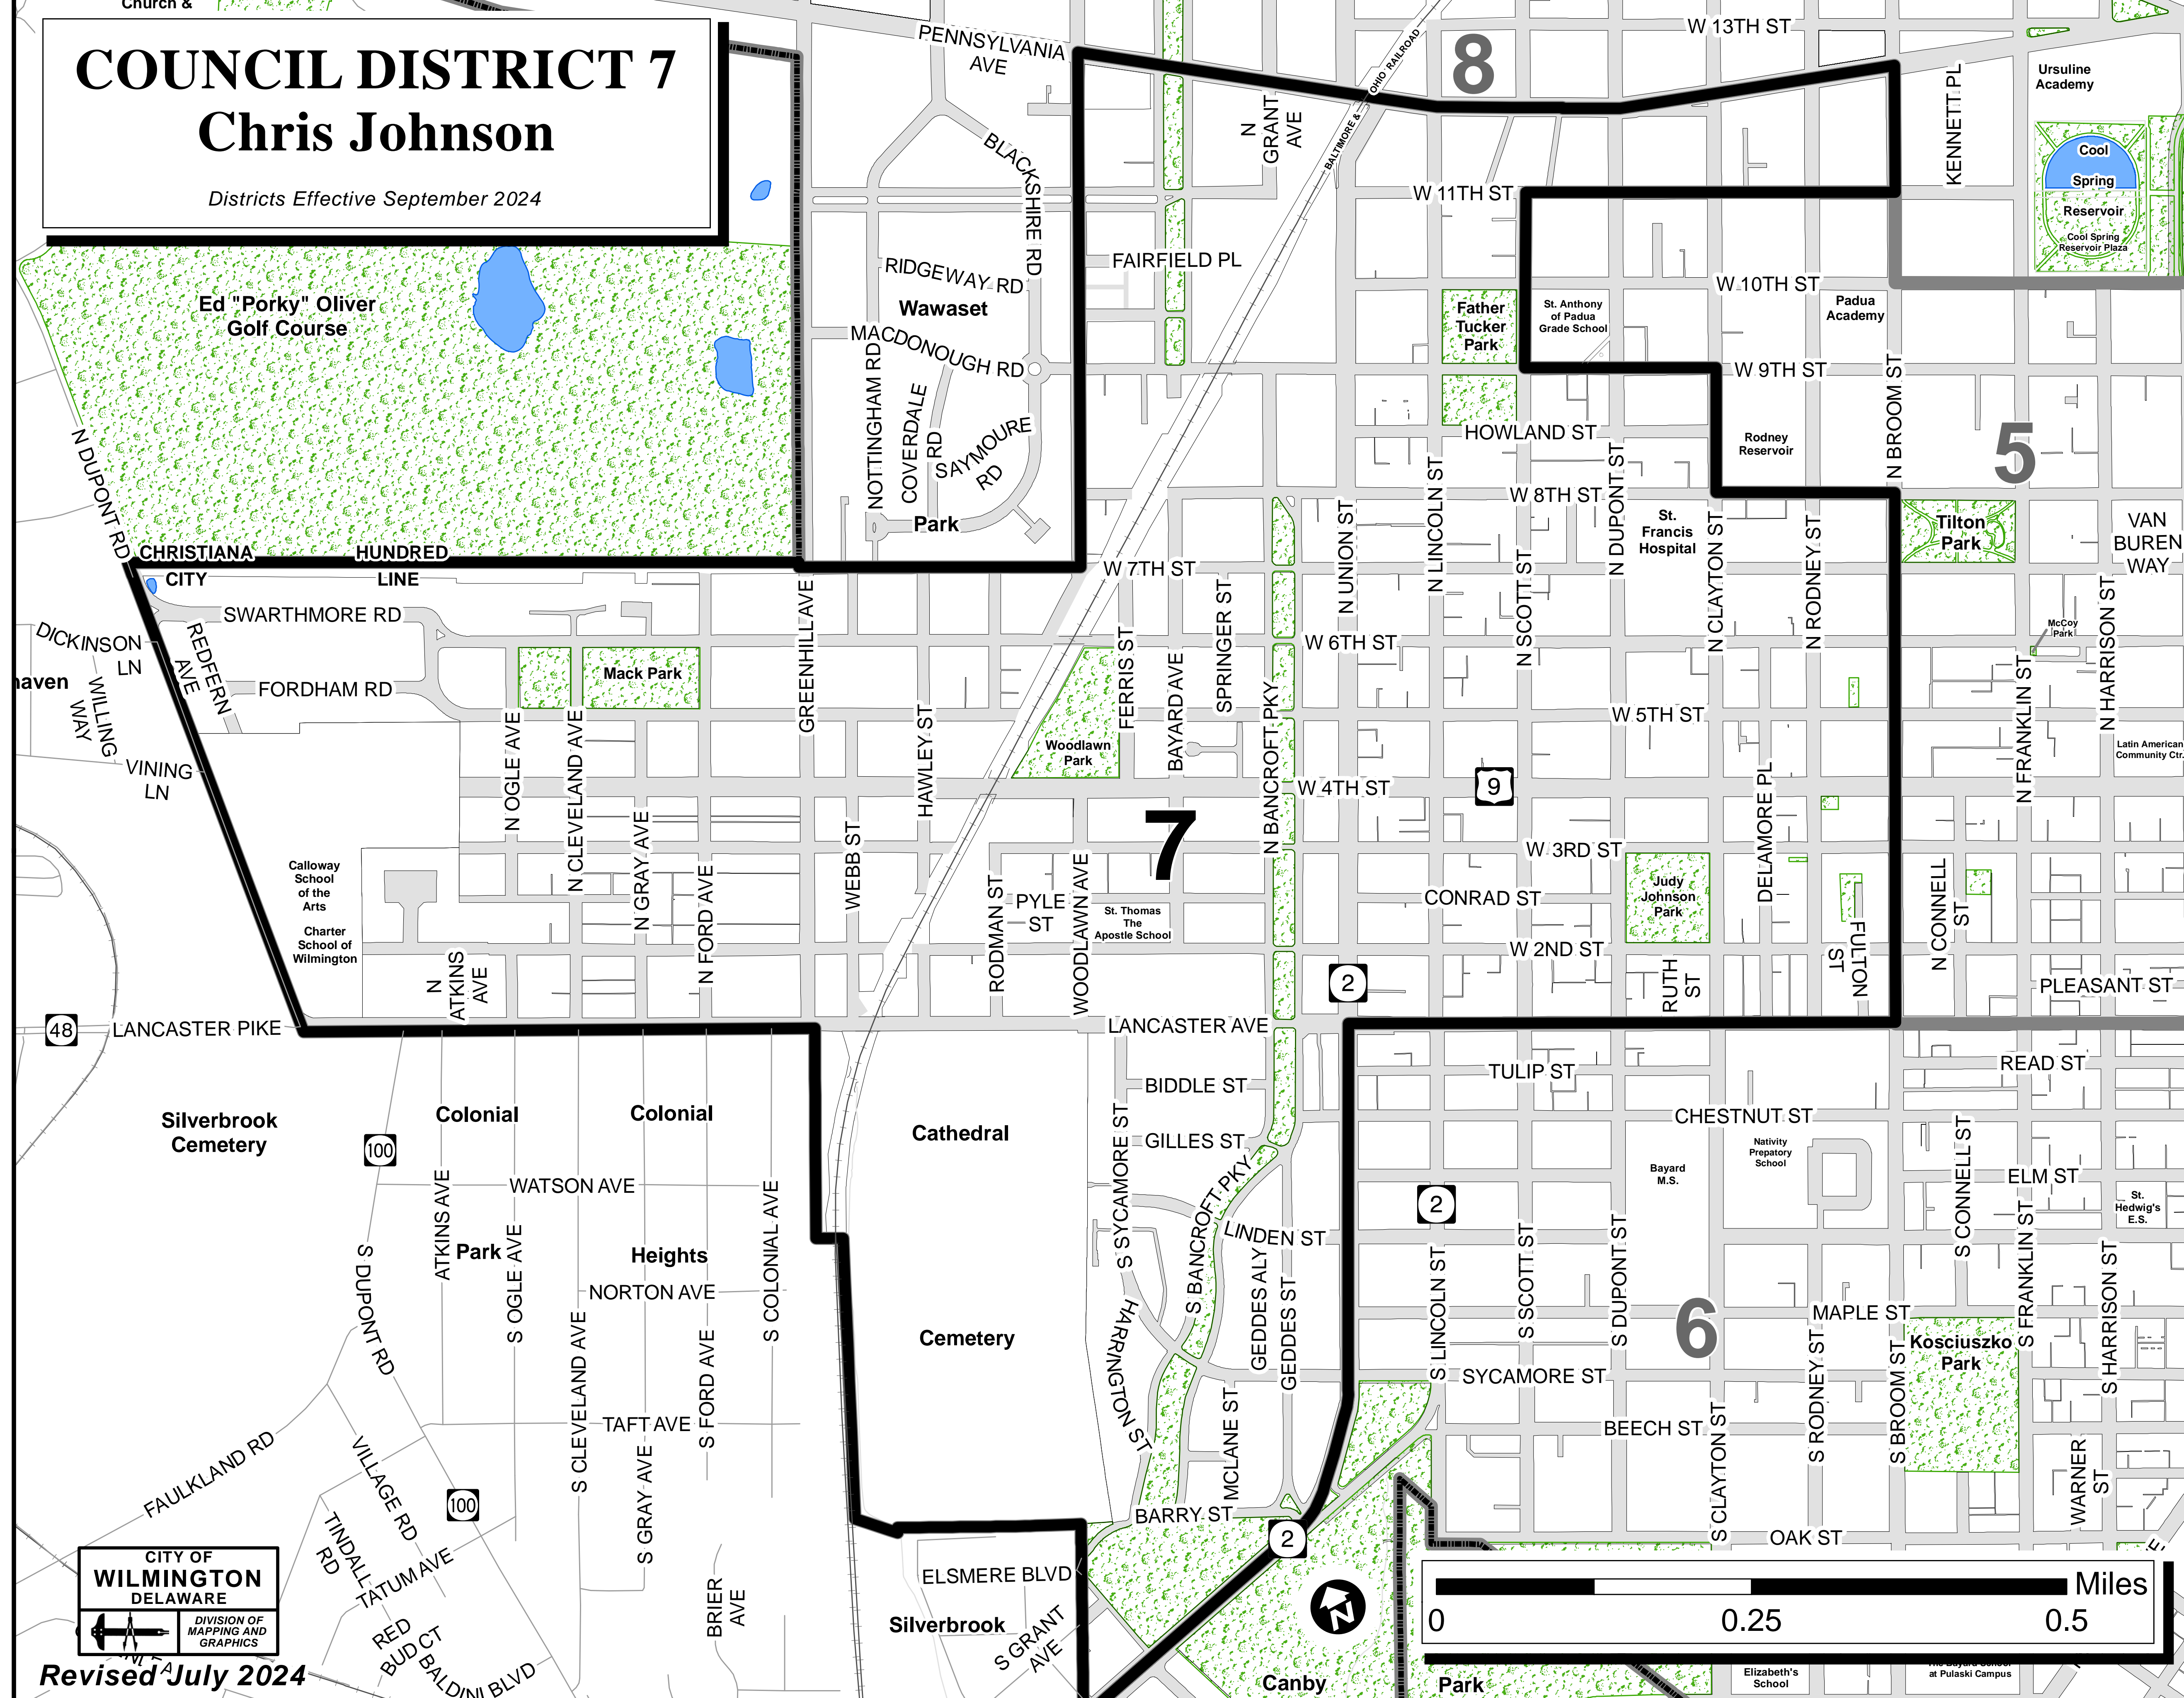 Church &
COUNCIL DISTRICT 7
Chris Johnson
Districts Effective September 2024
PENNSYLVANIA
AVE
8
W 13TH ST
Ursuline
Academy
KENNETT PL
Cool
Spring
Reservoir
Cool Spring
Reservoir Plaza
BALTIMORE & OHIO RAILROAD
N
GRANT
AVE
BLACKSHIRE RD
W 11TH ST
FAIRFIELD PL
RIDGEWAY RD
Wawaset
MACDONOUGH RD
NOTTINGHAM RD
COVERDALE
RD
SAYMOURE
RD
Park
Ed "Porky" Oliver
Golf Course
N DUPONT RD
Father
Tucker
Park
St. Anthony
of Padua
Grade School
W 10TH ST
Padua
Academy
W 9TH ST
N BROOM ST
HOWLAND ST
Rodney
Reservoir
5
N LINCOLN ST
W 8TH ST
N DUPONT ST
St.
Francis
Hospital
N CLAYTON ST
N RODNEY ST
Tilton
Park
VAN
BUREN
WAY
CHRISTIANA
HUNDRED
CITY
LINE
W 7TH ST
N UNION ST
N SCOTT ST
SWARTHMORE RD
DICKINSON
LN
REDFERN
AVE
WILLING
WAY
FORDHAM RD
VINING
LN
Mack Park
GREENHILL AVE
HAWLEY ST
FERRIS ST
BAYARD AVE
SPRINGER ST
N BANCROFT PKY
W 6TH ST
McCoy
Park
N HARRISON ST
N FRANKLIN ST
W 5TH ST
Latin American
Community Ctr.
Woodlawn
Park
N OGLE AVE
N CLEVELAND AVE
N GRAY AVE
N FORD AVE
WEBB ST
W 4TH ST
9
DELAMORE PL
7
W 3RD ST
Calloway
School
of the
Arts
Charter
School of
Wilmington
N
ATKINS
AVE
RODMAN ST
PYLE
ST
WOODLAWN AVE
St. Thomas
The
Apostle School
CONRAD ST
Judy
Johnson
Park
W 2ND ST
RUTH
ST
FULTON
ST
N CONNELL
ST
PLEASANT ST
2
48
LANCASTER PIKE
LANCASTER AVE
TULIP ST
READ ST
BIDDLE ST
CHESTNUT ST
Silverbrook
Cemetery
Colonial
Colonial
Cathedral
S SYCAMORE ST
GILLES ST
Nativity
Prepatory
School
Bayard
M.S.
100
WATSON AVE
ELM ST
St.
Hedwig's
E.S.
S CONNELL ST
S FRANKLIN ST
S HARRISON ST
2
ATKINS AVE
Park
S OGLE AVE
Heights
S COLONIAL AVE
S DUPONT RD
NORTON AVE
S BANCROFT PKY
LINDEN ST
GEDDES ALY
GEDDES ST
S LINCOLN ST
S SCOTT ST
S DUPONT ST
6
MAPLE ST
Kosciuszko
Park
Cemetery
HARRINGTON ST
SYCAMORE ST
S CLEVELAND AVE
S FORD AVE
TAFT AVE
MCLANE ST
BEECH ST
S CLAYTON ST
S RODNEY ST
S BROOM ST
WARNER
ST
FAULKLAND RD
VILLAGE RD
S GRAY AVE
100
BARRY ST
2
OAK ST
TINDALL
RD
TATUM AVE
BRIER
AVE
ELSMERE BLVD
Silverbrook
S GRANT
AVE
RED
BUD CT
BALDINI BLVD
Canby
Park
N
Miles
0
0.25
0.5
Elizabeth's
School
at Pulaski Campus
CITY OF
WILMINGTON
DELAWARE
DIVISION OF
MAPPING AND
GRAPHICS
Revised July 2024